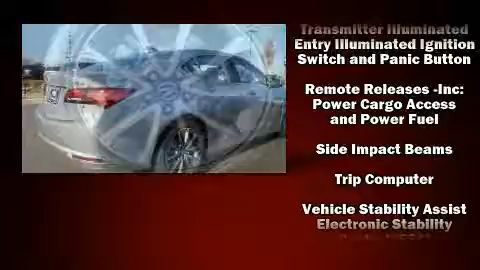 Transmitter Illuminated
Entry Illuminated Ignition
Switch and Panic Button
Remote Releases -Inc:
Power Cargo Access
and Power Fuel
Side Impact Beams
Trip Computer
Vehicle Stability Assist
Electronic Stability